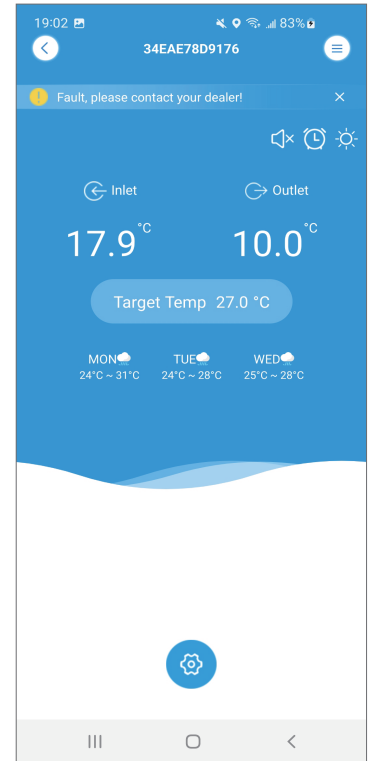 19:02 83%
34EAE78D9176
Fault, please contact your dealer!
Inlet Outlet
17.9°C 10.0°C
Target Temp 27.0 °C
MON TUE WED
24°C ~ 31°C 24°C ~ 28°C 25°C ~ 28°C